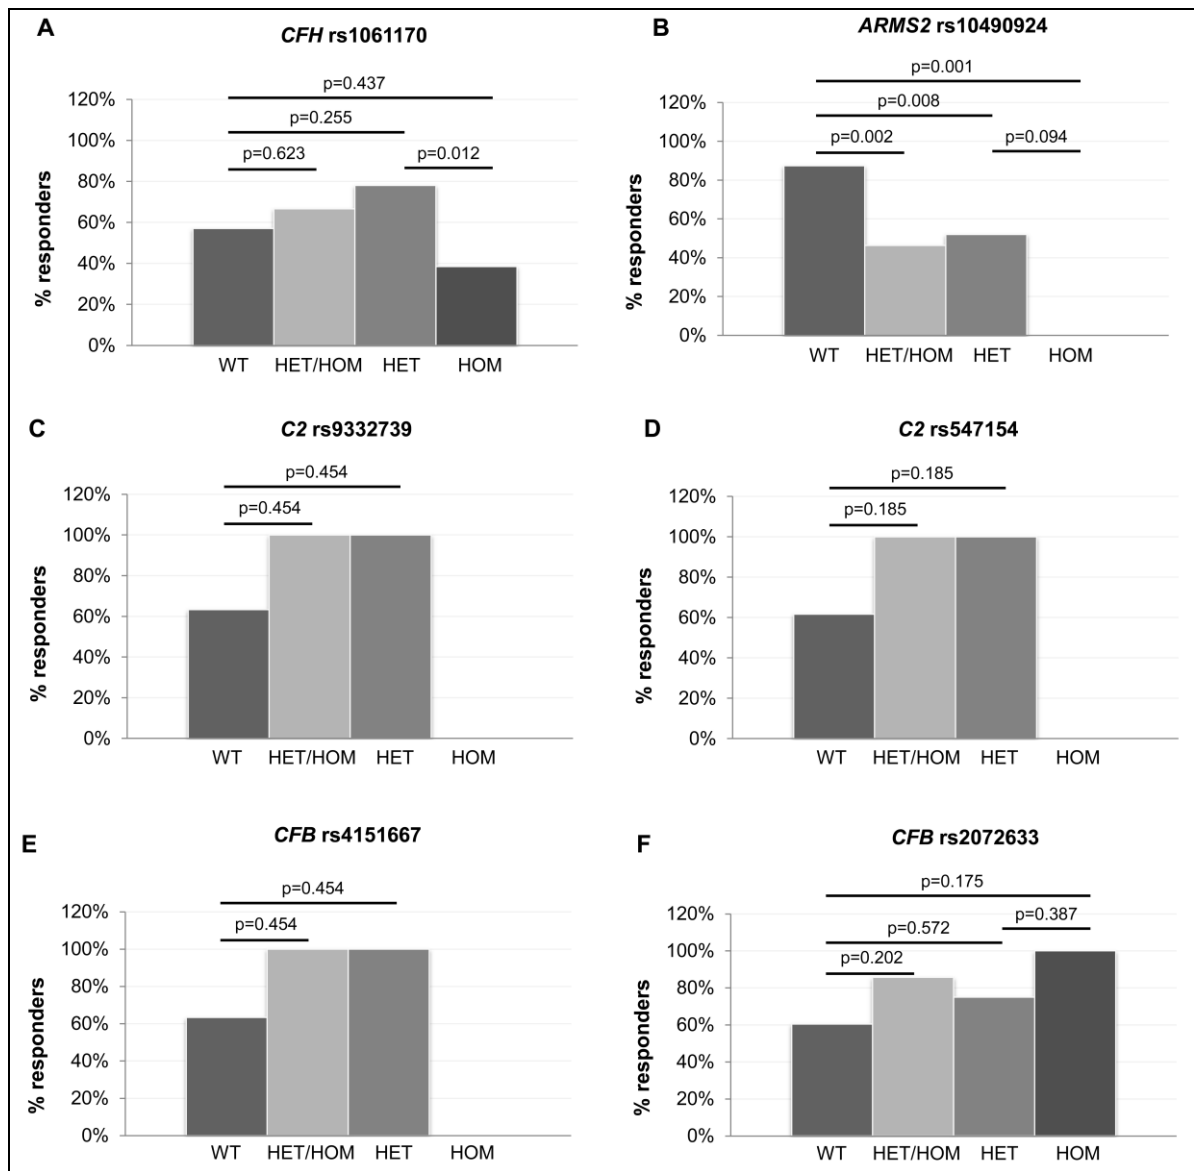 A
CFH rs1061170
p=0.437
p=0.255
p=0.623
p=0.012
120%
100%
80%
60%
40%
20%
0%
% responders
WT HET/HOM HET HOM
B
ARMS2 rs10490924
p=0.001
p=0.008
p=0.002
p=0.094
120%
100%
80%
60%
40%
20%
0%
% responders
WT HET/HOM HET HOM
C
C2 rs9332739
p=0.454
p=0.454
120%
100%
80%
60%
40%
20%
0%
% responders
WT HET/HOM HET HOM
D
C2 rs547154
p=0.185
p=0.185
120%
100%
80%
60%
40%
20%
0%
% responders
WT HET/HOM HET HOM
E
CFB rs4151667
p=0.454
p=0.454
120%
100%
80%
60%
40%
20%
0%
% responders
WT HET/HOM HET HOM
F
CFB rs2072633
p=0.175
p=0.387
p=0.572
p=0.202
120%
100%
80%
60%
40%
20%
0%
% responders
WT HET/HOM HET HOM